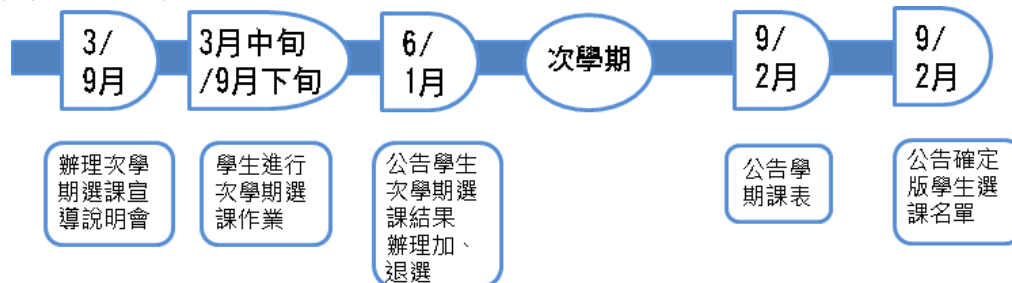 3/
9月
3月中旬
/9月下旬
6/
1月
次學期
9/
2月
9/
2月
辦理次學
期選課宣
導說明會
學生進行
次學期選
課作業
公告學生
次學期選
課結果
辦理加、
退選
公告學
期課表
公告確定
版學生選
課名單